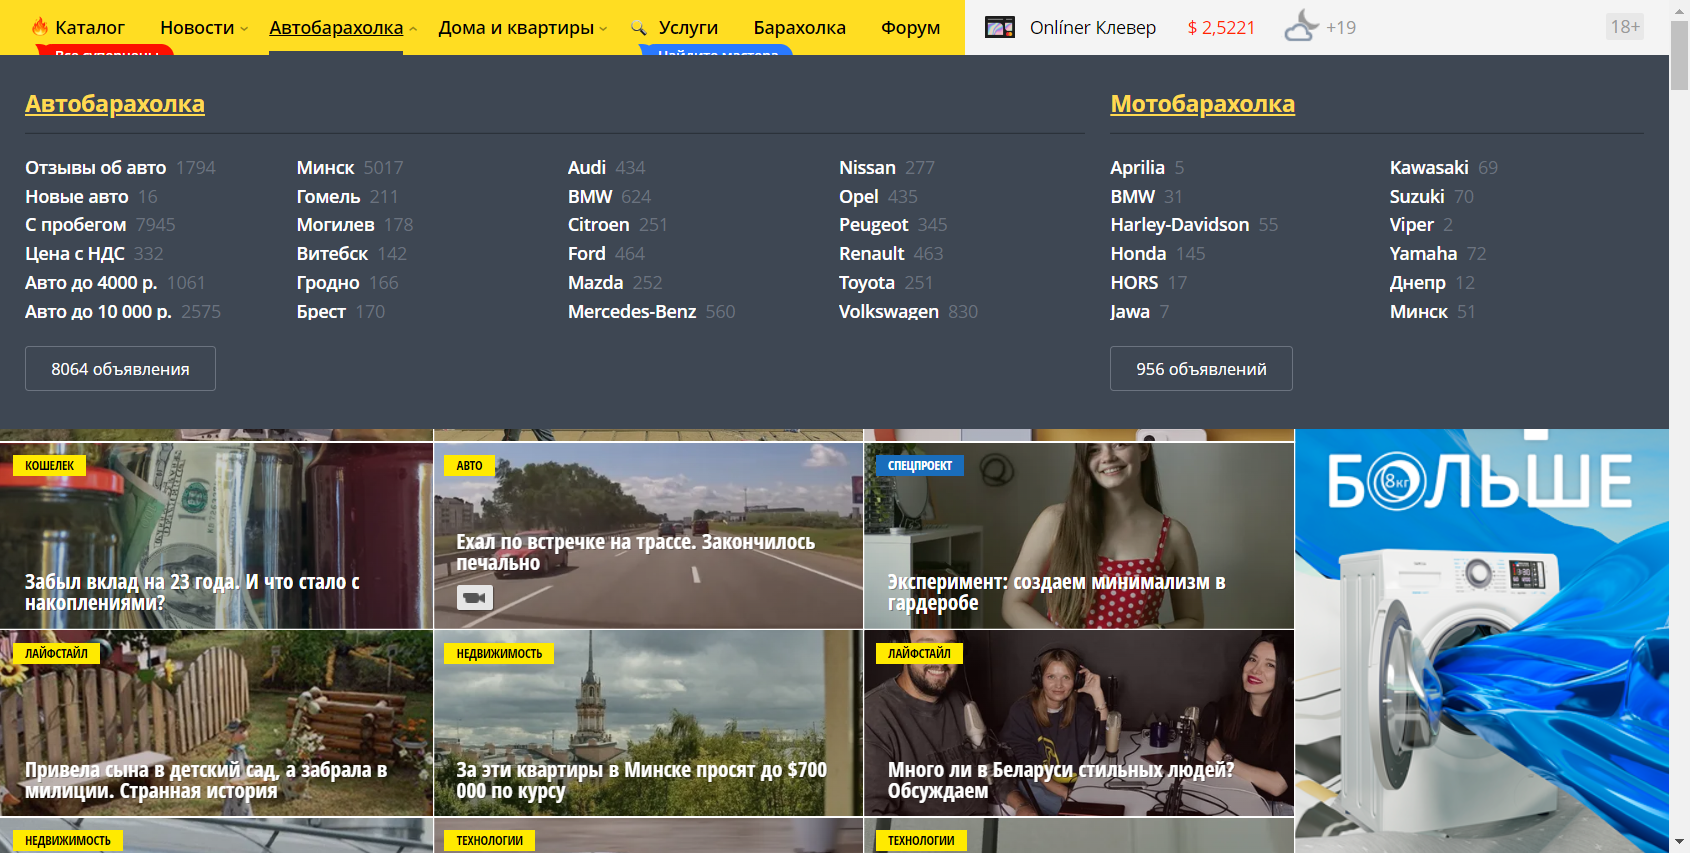 Каталог
Новости
Автобарахолка
Дома и квартиры
Услуги
Барахолка
Форум
Onlíner Клевер
$ 2,5221
+19
18+
Все суперцены
Найдите мастера
Автобарахолка
Отзывы об авто 1794
Новые авто 16
С пробегом 7945
Цена с НДС 332
Авто до 4000 р. 1061
Авто до 10 000 р. 2575
Минск 5017
Гомель 211
Могилев 178
Витебск 142
Гродно 166
Брест 170
Audi 434
BMW 624
Citroen 251
Ford 464
Mazda 252
Mercedes-Benz 560
Nissan 277
Opel 435
Peugeot 345
Renault 463
Toyota 251
Volkswagen 830
8064 объявления
Мотобарахолка
Aprilia 5
BMW 31
Harley-Davidson 55
Honda 145
HORS 17
Jawa 7
Kawasaki 69
Suzuki 70
Viper 2
Yamaha 72
Днепр 12
Минск 51
956 объявлений
КОШЕЛЕК
Забыл вклад на 23 года. И что стало с
накоплениями?
АВТО
Ехал по встречке на трассе. Закончилось
печально
СПЕЦПРОЕКТ
Эксперимент: создаем минимализм в
гардеробе
БОЛЬШЕ
8кг
ЛАЙФСТАЙЛ
Привела сына в детский сад, а забрала в
милиции. Странная история
НЕДВИЖИМОСТЬ
За эти квартиры в Минске просят до $700
000 по курсу
ЛАЙФСТАЙЛ
Много ли в Беларуси стильных людей?
Обсуждаем
НЕДВИЖИМОСТЬ
ТЕХНОЛОГИИ
ТЕХНОЛОГИИ